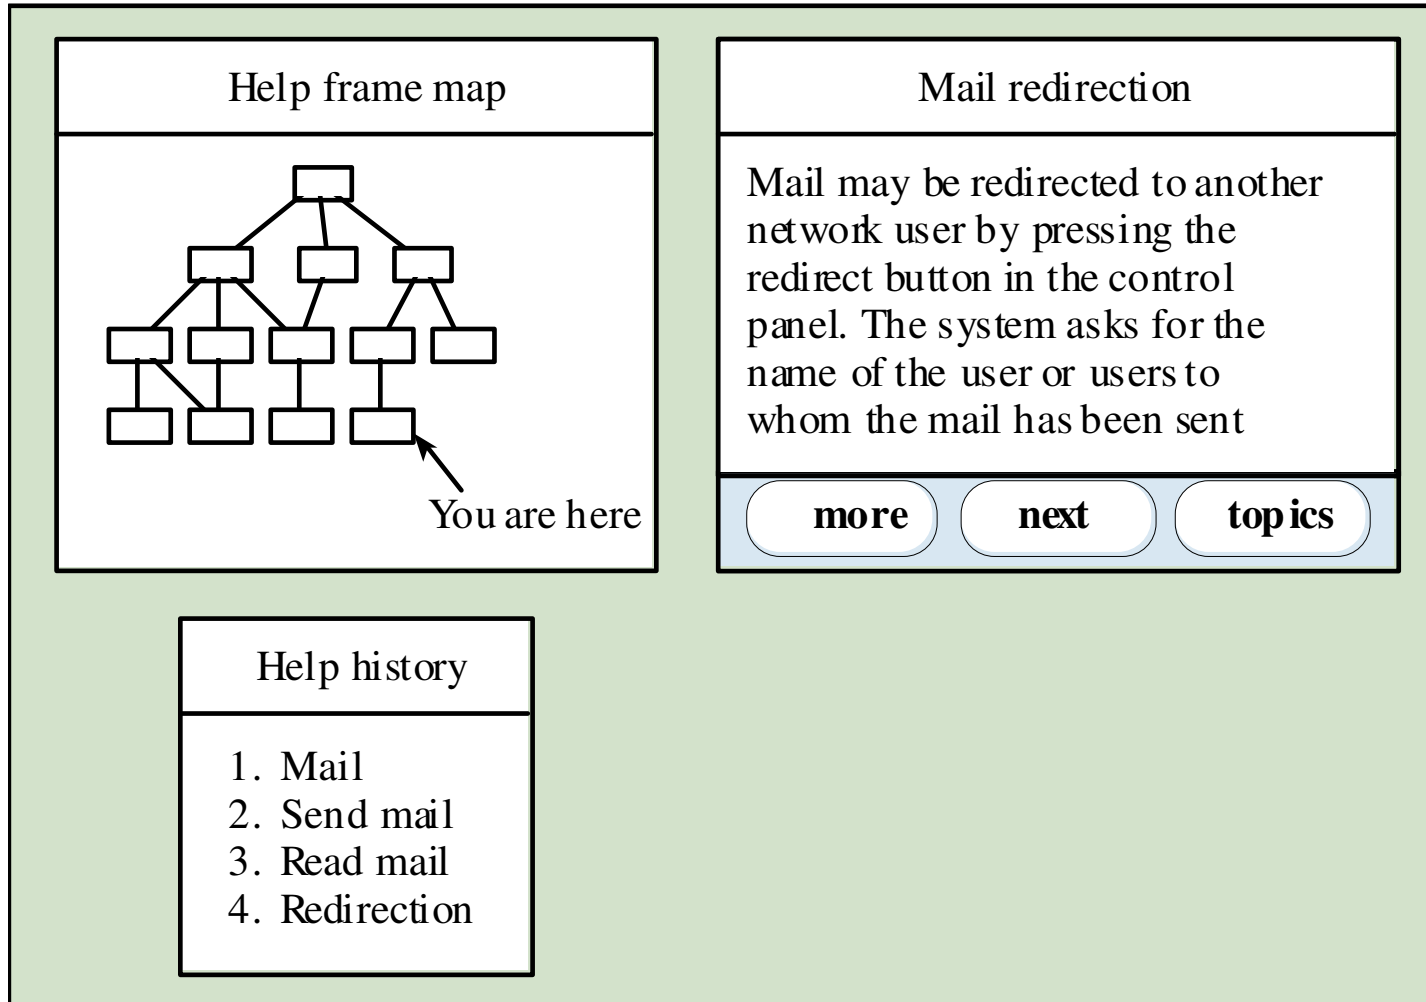 Help frame map
You are here
Mail redirection
Mail may be redirected to another
network user by pressing the
redirect button in the control
panel. The system asks for the
name of the user or users to
whom the mail has been sent
more
next
topics
Help history
1. Mail
2. Send mail
3. Read mail
4. Redirection